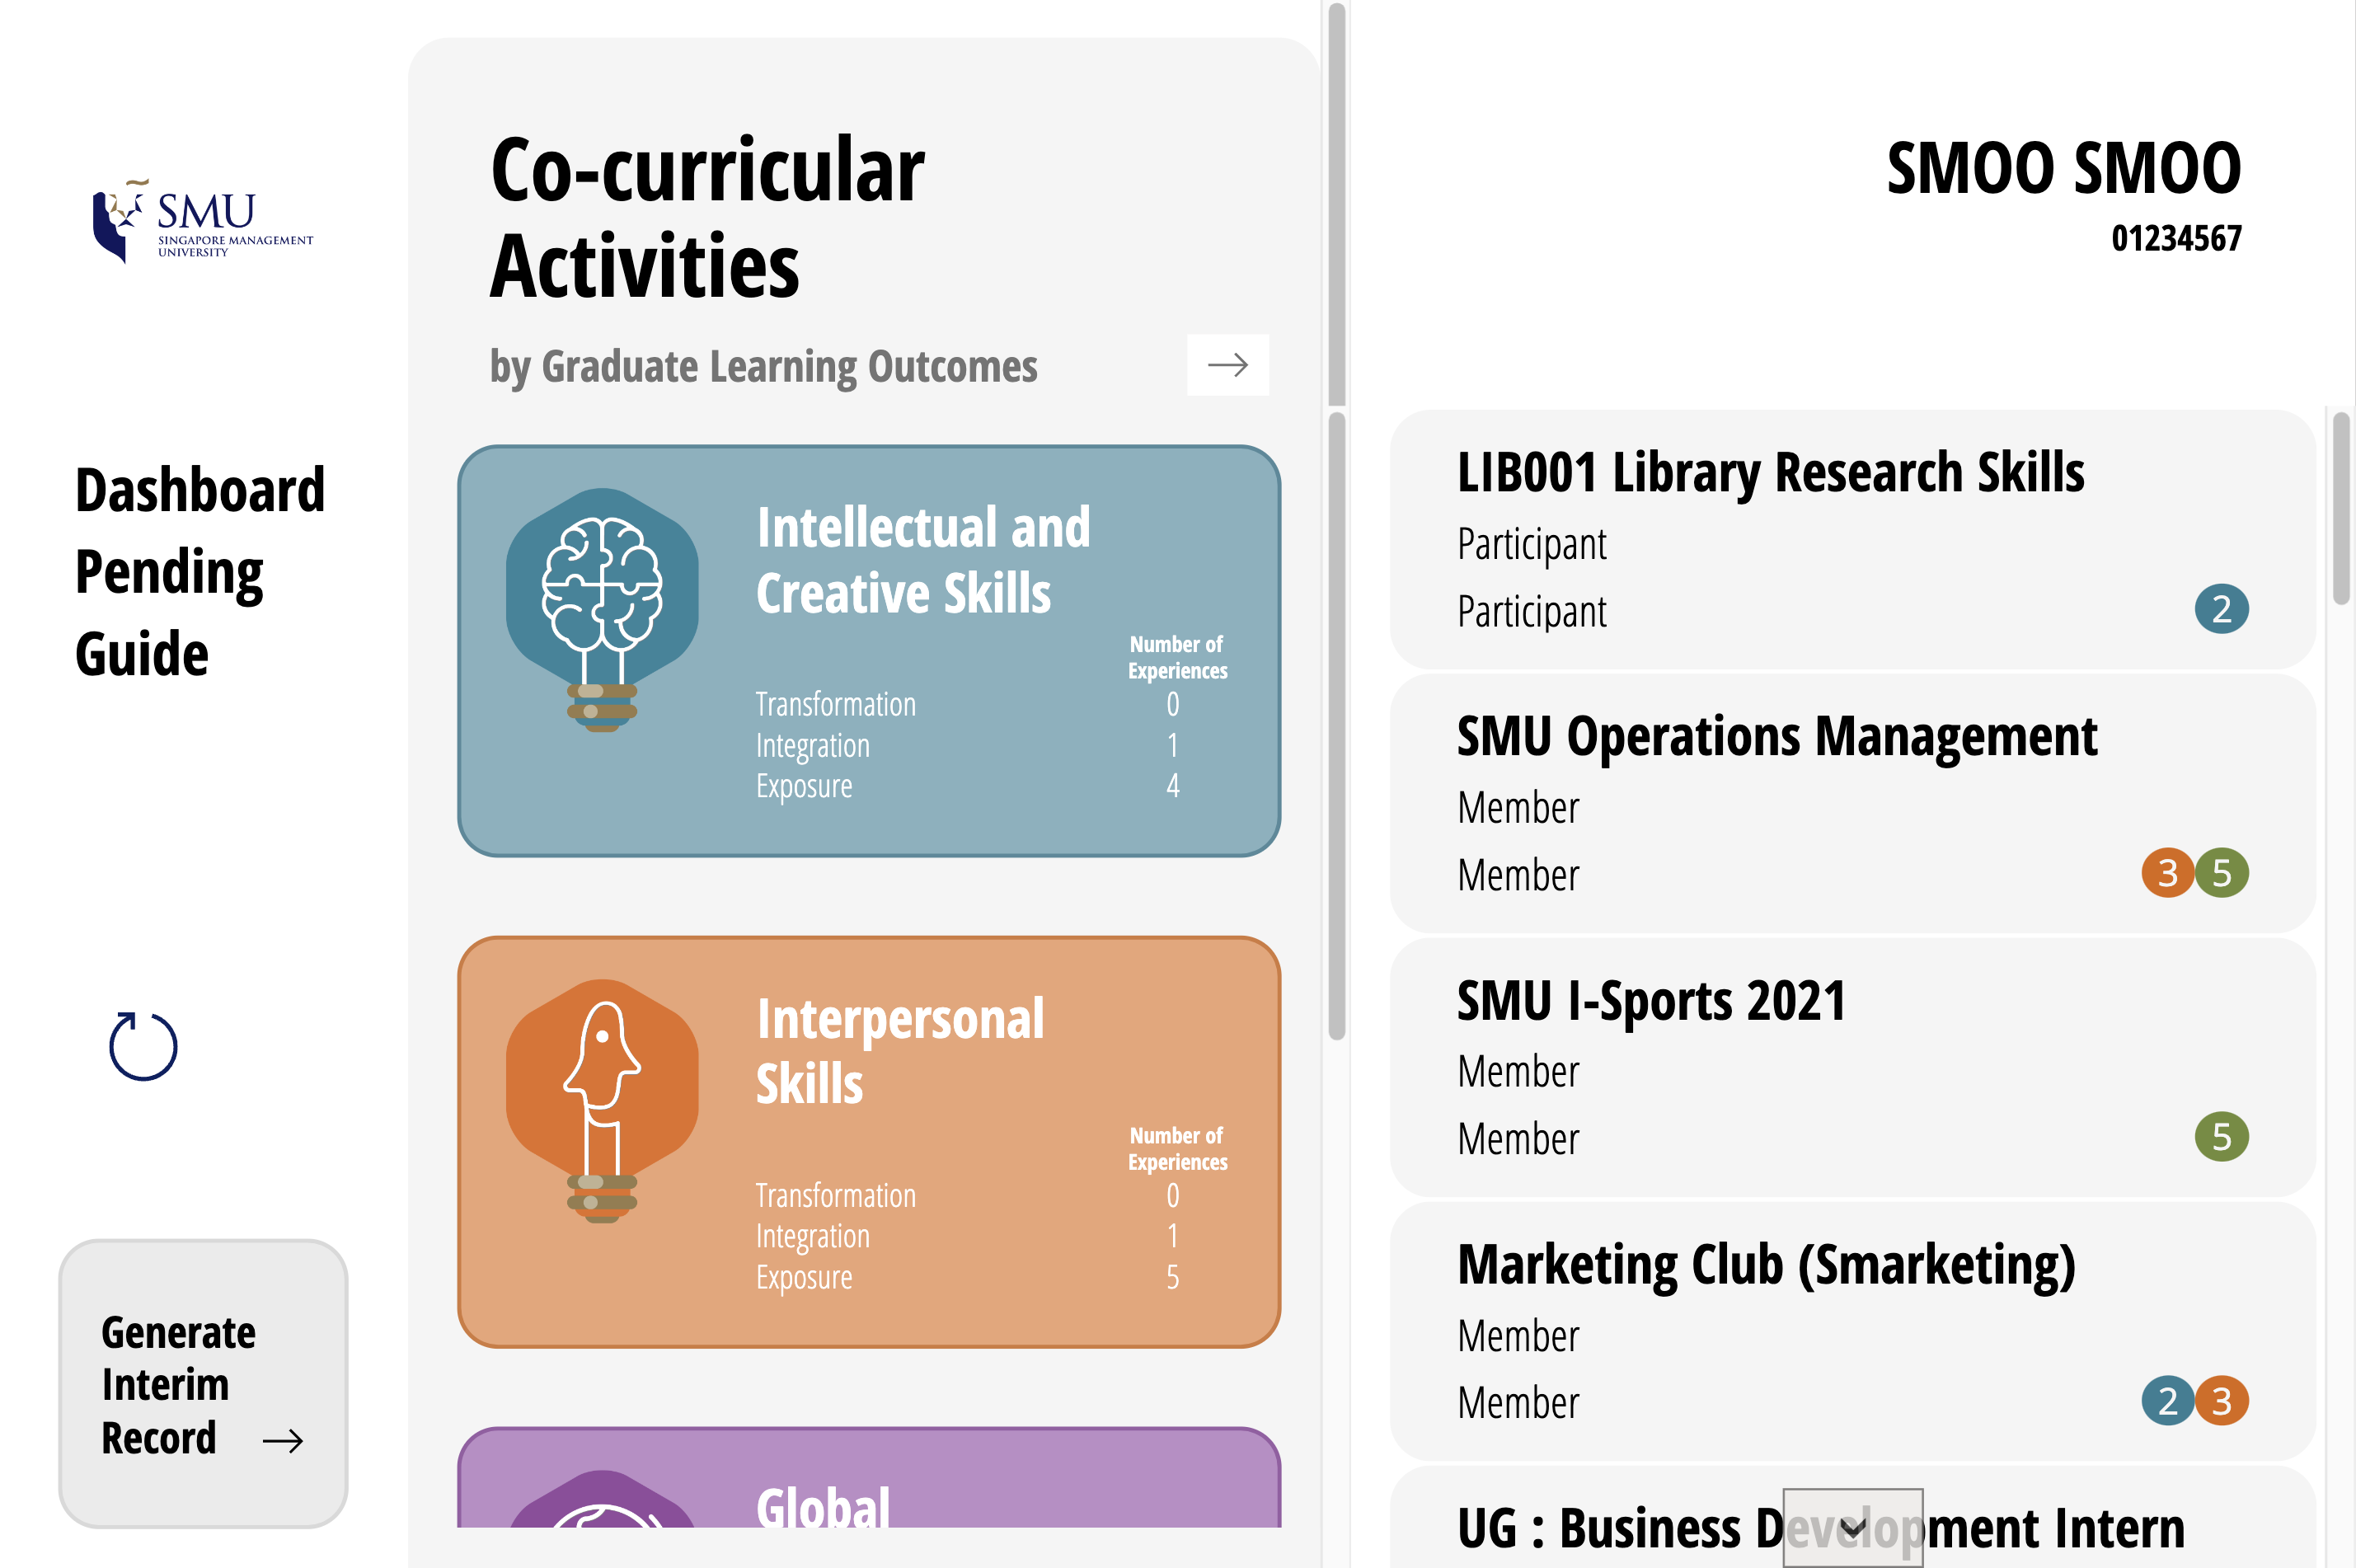 SMU
SINGAPORE MANAGEMENT
UNIVERSITY
Dashboard
Pending
Guide
Generate
Interim
Record
Co-curricular
Activities
by Graduate Learning Outcomes
Intellectual and
Creative Skills
Number of
Experiences
Transformation 0
Integration 1
Exposure 4
Interpersonal
Skills
Number of
Experiences
Transformation 0
Integration 1
Exposure 5
Global
SMOO SMOO
01234567
LIB001 Library Research Skills
Participant
Participant 2
SMU Operations Management
Member
Member 3 5
SMU I-Sports 2021
Member
Member 5
Marketing Club (Smarketing)
Member
Member 2 3
UG : Business Development Intern